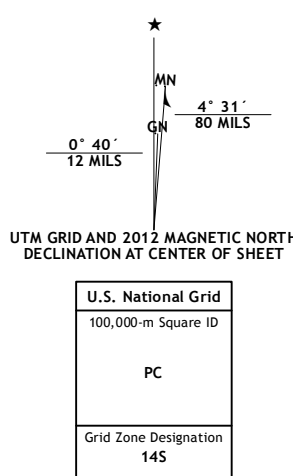 ★
MN
GN
4° 31´
80 MILS
0° 40´
12 MILS
UTM GRID AND 2012 MAGNETIC NORTH
DECLINATION AT CENTER OF SHEET
U.S. National Grid
100,000-m Square ID
PC
Grid Zone Designation
14S